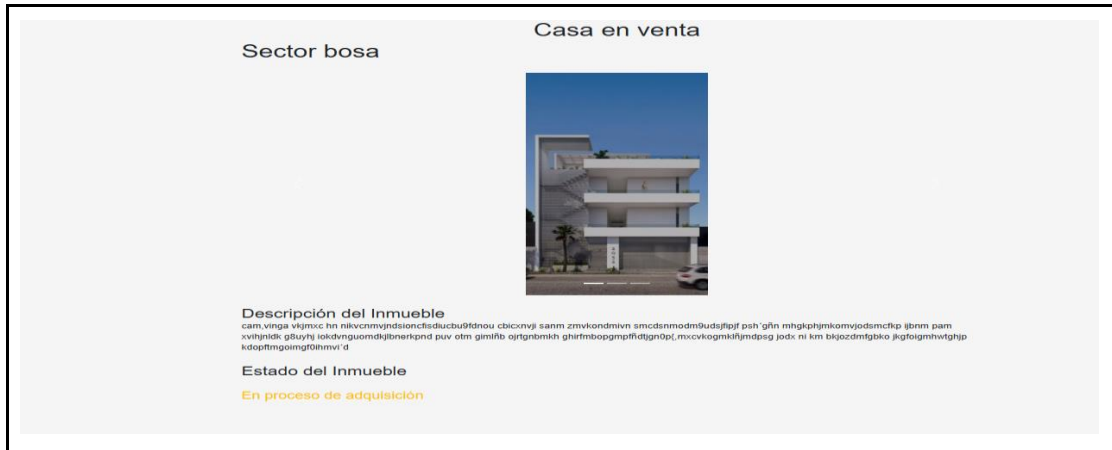 Casa en venta
Sector bosa
Descripción del Inmueble
cam,vinga vkjmxc hn nikvcnmvjndsioncfisdiucbu9fdnou cbicxnvji sanm zmvkondmivn smcdsnmodm9udsjfipjf psh´gñn mhgkphjmkomvjodsmcfkp ijbnm pam
xvihjnldk g8uyhj iokdvnguomdkjlbnerkpnd puv otm gimlñb ojrtgnbmkh ghirfmbopgmpfñdtjgn0p{,mxcvkogmklñjmdpsg jodx ni km bkjozdmfgbko jkgfoigmhwtghjp
kdopftmgoimgf0ihmvi´d
Estado del Inmueble
En proceso de adquisición